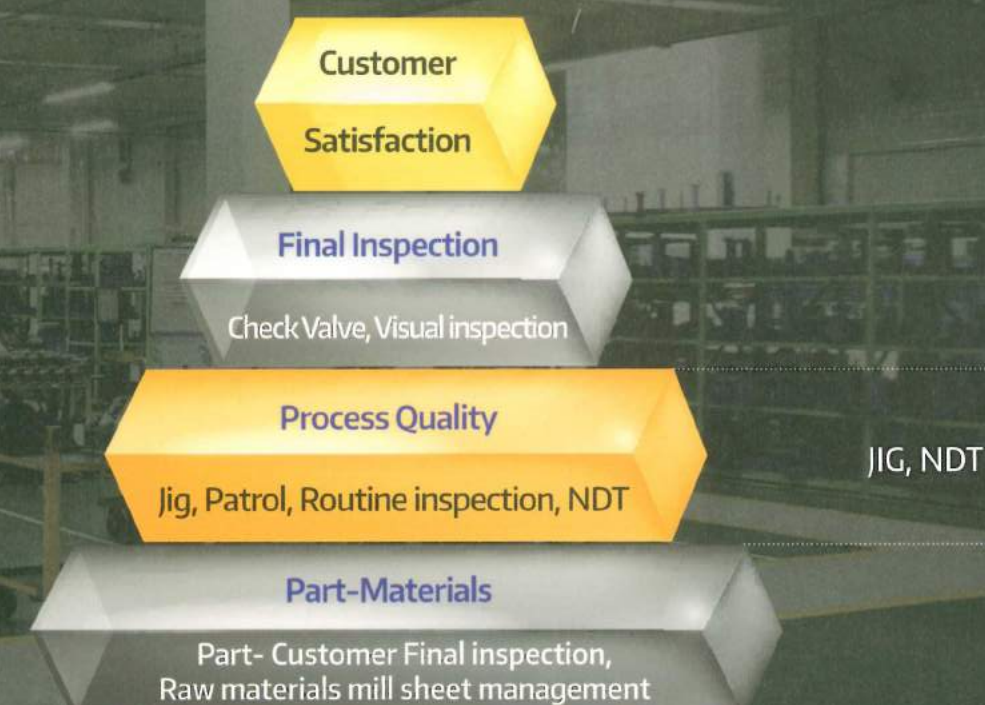 Customer
Satisfaction
Final Inspection
Check Valve, Visual inspection
Process Quality
Jig, Patrol, Routine inspection, NDT
JIG, NDT
Part-Materials
Part- Customer Final inspection,
Raw materials mill sheet management